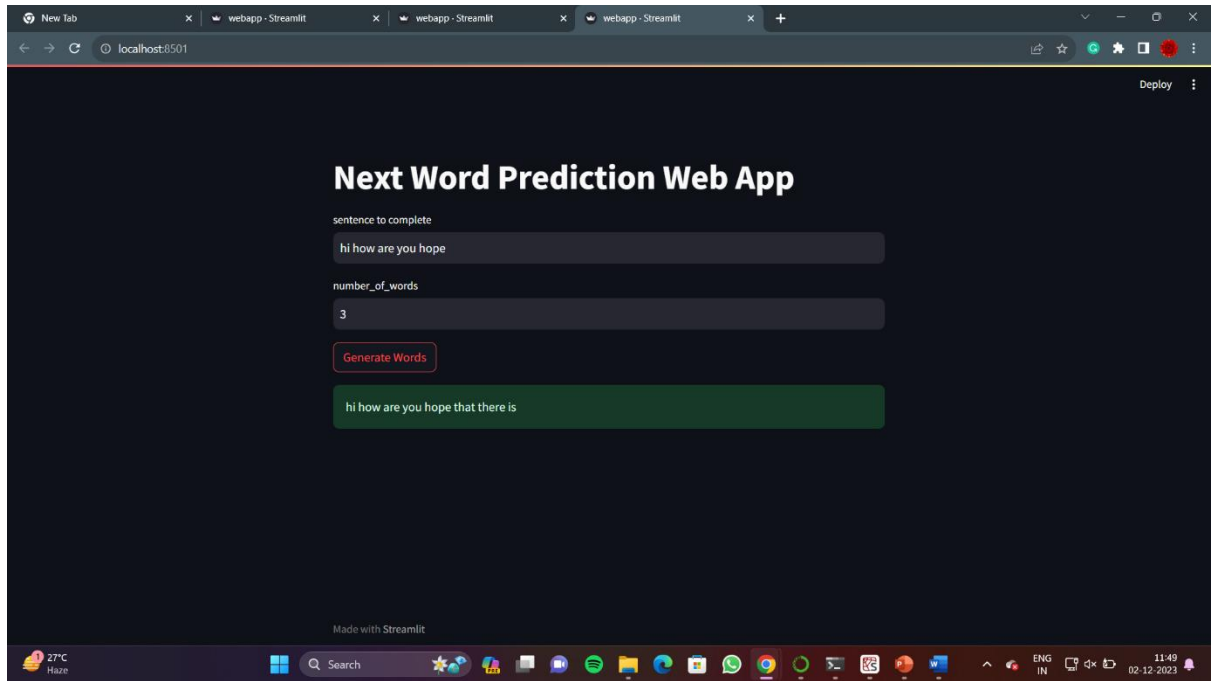 New Tab
webapp · Streamlit
webapp · Streamlit
webapp · Streamlit
localhost:8501
Deploy
Next Word Prediction Web App
sentence to complete
hi how are you hope
number_of_words
3
Generate Words
hi how are you hope that there is
Made with Streamlit
1
27°C
Haze
Search
ENG
IN
11:49
02-12-2023